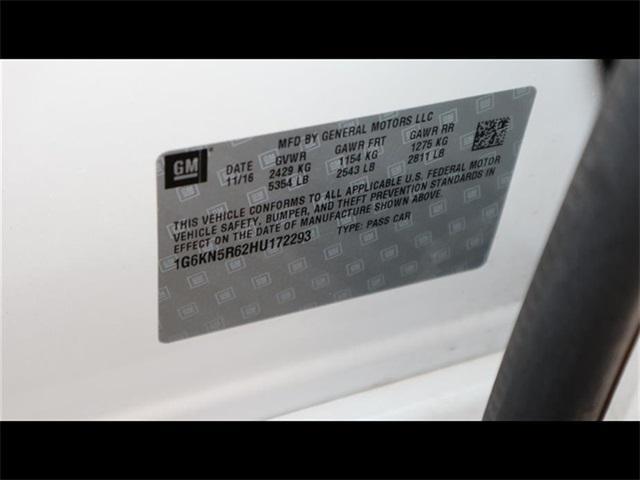 MFD BY GENERAL MOTORS LLC
GM
DATE GVWR GAWR FRT GAWR RR
11/16 2429 KG 1154 KG 1275 KG
5354 LB 2543 LB 2811 LB
THIS VEHICLE CONFORMS TO ALL APPLICABLE U.S. FEDERAL MOTOR
VEHICLE SAFETY, BUMPER, AND THEFT PREVENTION STANDARDS IN
EFFECT ON THE DATE OF MANUFACTURE SHOWN ABOVE.
1G6KN5R62HU172293 TYPE: PASS CAR